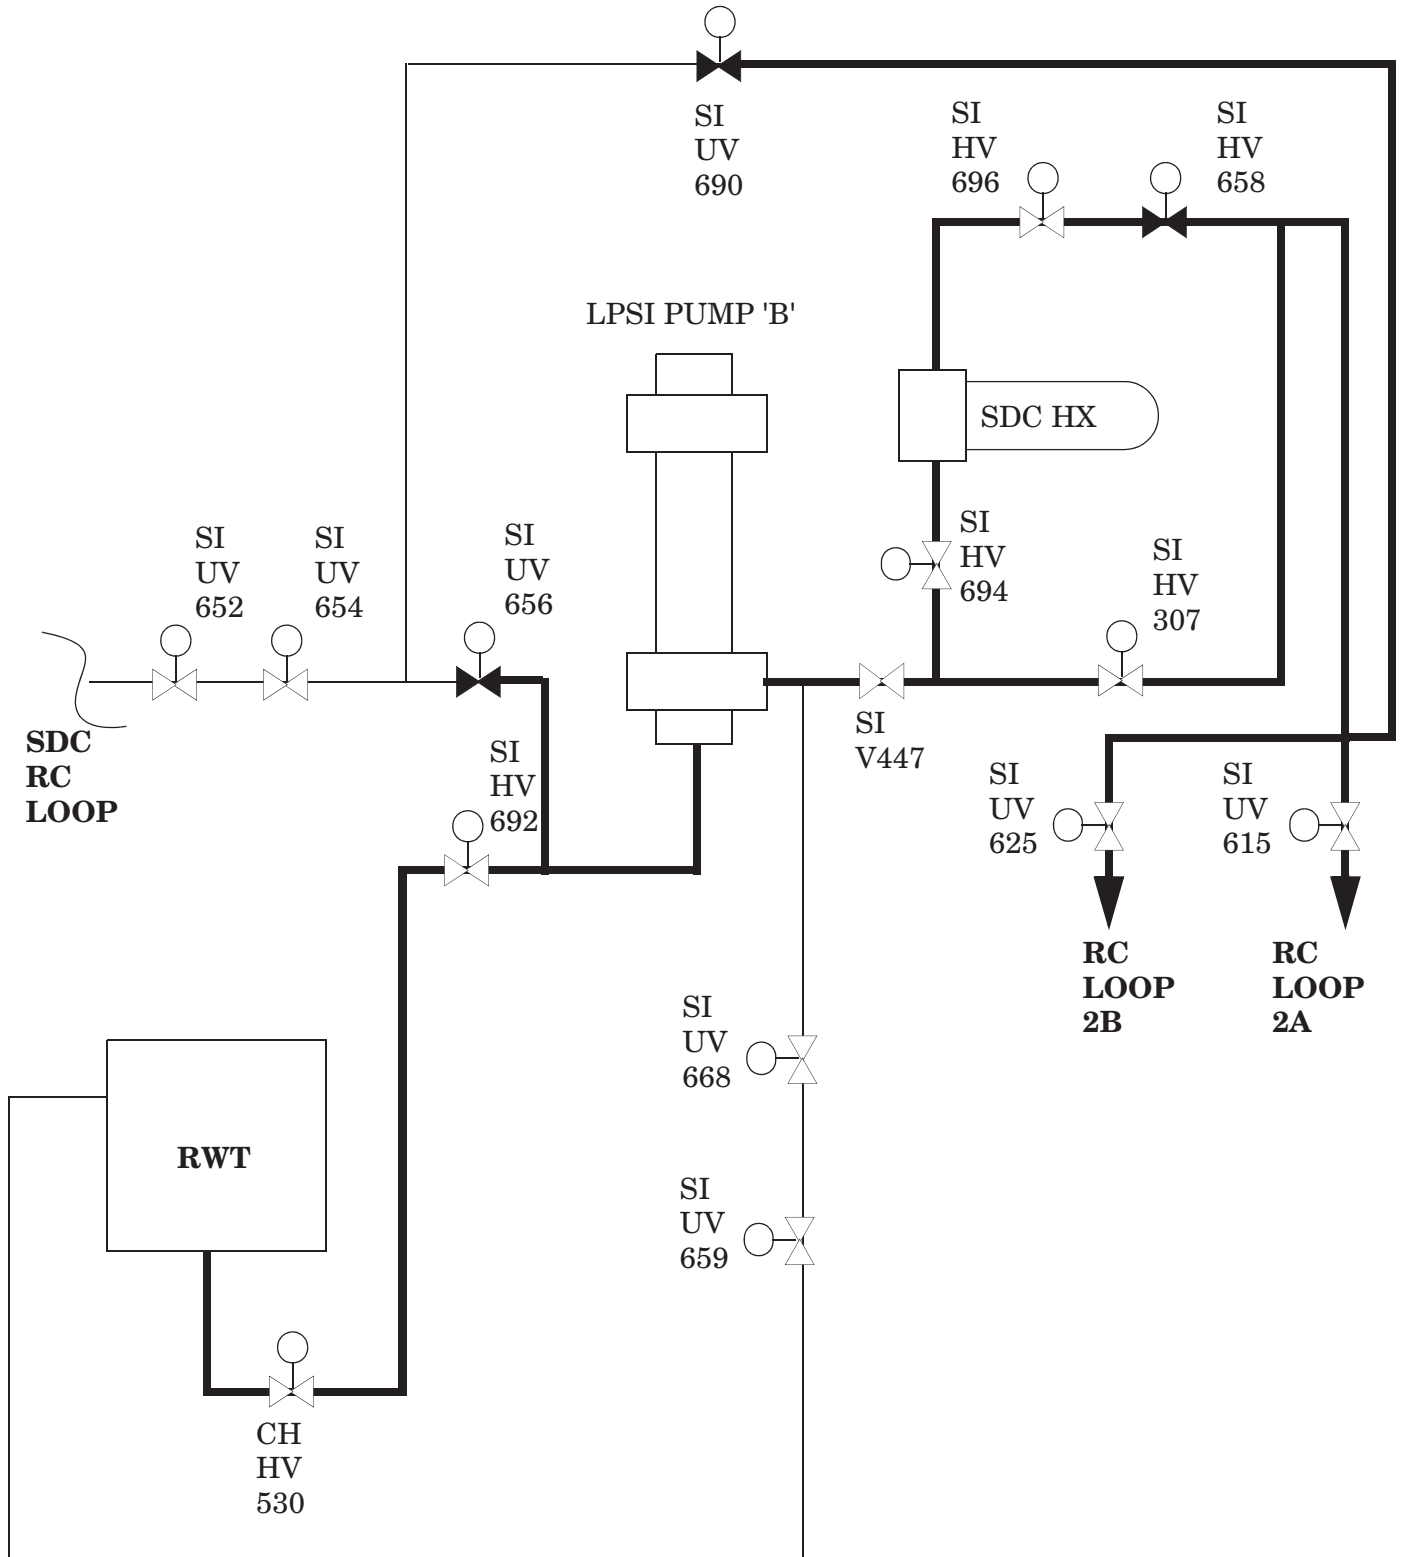 SI
UV
690
SI
HV
696
SI
HV
658
LPSI PUMP 'B'
SDC HX
SI
UV
652
SI
UV
654
SI
UV
656
SI
HV
694
SI
HV
307
SDC
RC
LOOP
SI
HV
692
SI
V447
SI
UV
625
SI
UV
615
RC
LOOP
2B
RC
LOOP
2A
SI
UV
668
RWT
SI
UV
659
CH
HV
530